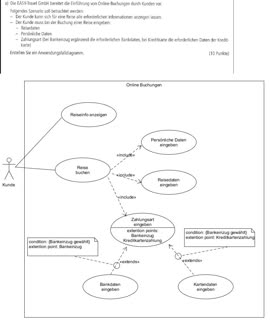 a) Die KASA Reisen GmbH bereitet die Einführung von Online-Buchungen durch Kunden vor.
Folgendes Szenario soll betrachtet werden:
– Der Kunde kann sich für eine Reise alle erforderlichen Informationen anzeigen lassen.
– Der Kunde muss bei der Buchung einer Reise eingeben:
– Reisedaten
– Persönliche Daten
– Zahlungsart (bei Bankeinzug ergänzend die erforderlichen Bankdaten, bei Kreditkarte die erforderlichen Daten der Kredit-
karte)
Erstellen Sie ein Anwendungsfalldiagramm. (10 Punkte)
Online Buchungen
Reiseinfo anzeigen
Persönliche Daten
eingeben
«include»
Kunde
Reise
buchen
«include»
Reisedaten
eingeben
«include»
Zahlungsart
eingeben
extention points:
Bankeinzug
Kreditkartenzahlung
condition: {Bankeinzug gewählt}
extention point: Bankeinzug
condition: {Bankeinzug gewählt}
extention point: Kreditkartenzahlung
«extends»
«extends»
Bankdaten
eingeben
Kartendaten
eingeben